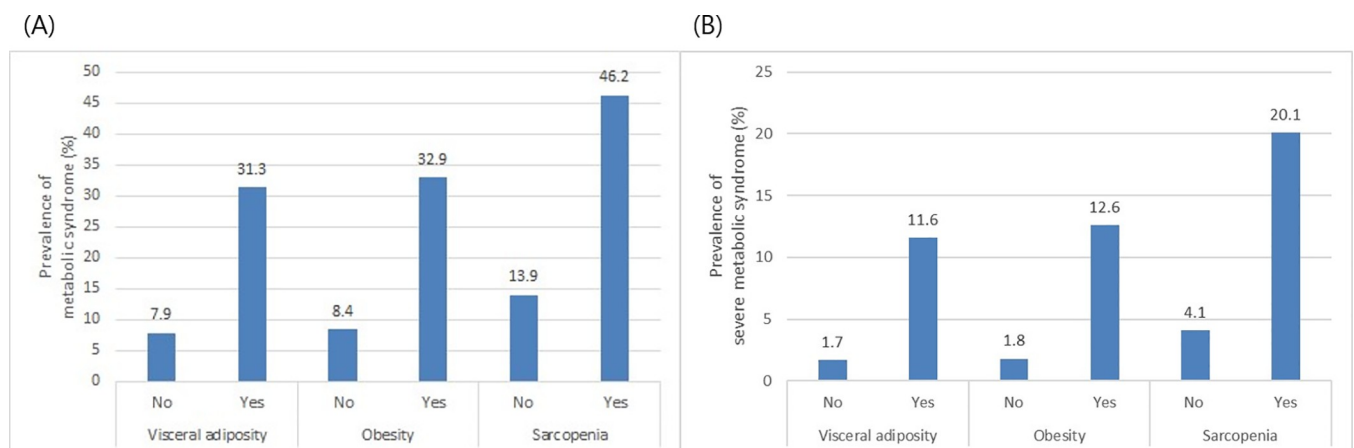 (A)
Prevalence of
metabolic syndrome (%)
50
45
40
35
30
25
20
15
10
5
0
7.9
31.3
8.4
32.9
13.9
46.2
No Yes No Yes No Yes
Visceral adiposity Obesity Sarcopenia
(B)
Prevalence of
severe metabolic syndrome (%)
25
20
15
10
5
0
1.7
11.6
1.8
12.6
4.1
20.1
No Yes No Yes No Yes
Visceral adiposity Obesity Sarcopenia